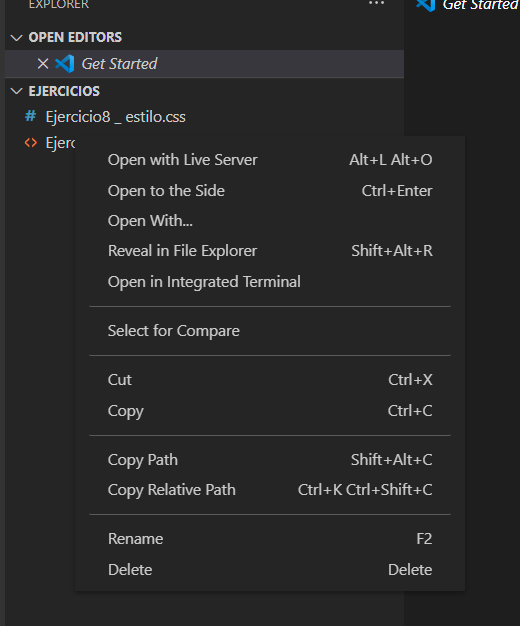 EXPLORER ...
Get Started
OPEN EDITORS
Get Started
EJERCICIOS
# Ejercicio8 _ estilo.css
<> Ejer
Open with Live Server Alt+L Alt+O
Open to the Side Ctrl+Enter
Open With...
Reveal in File Explorer Shift+Alt+R
Open in Integrated Terminal
Select for Compare
Cut Ctrl+X
Copy Ctrl+C
Copy Path Shift+Alt+C
Copy Relative Path Ctrl+K Ctrl+Shift+C
Rename F2
Delete Delete